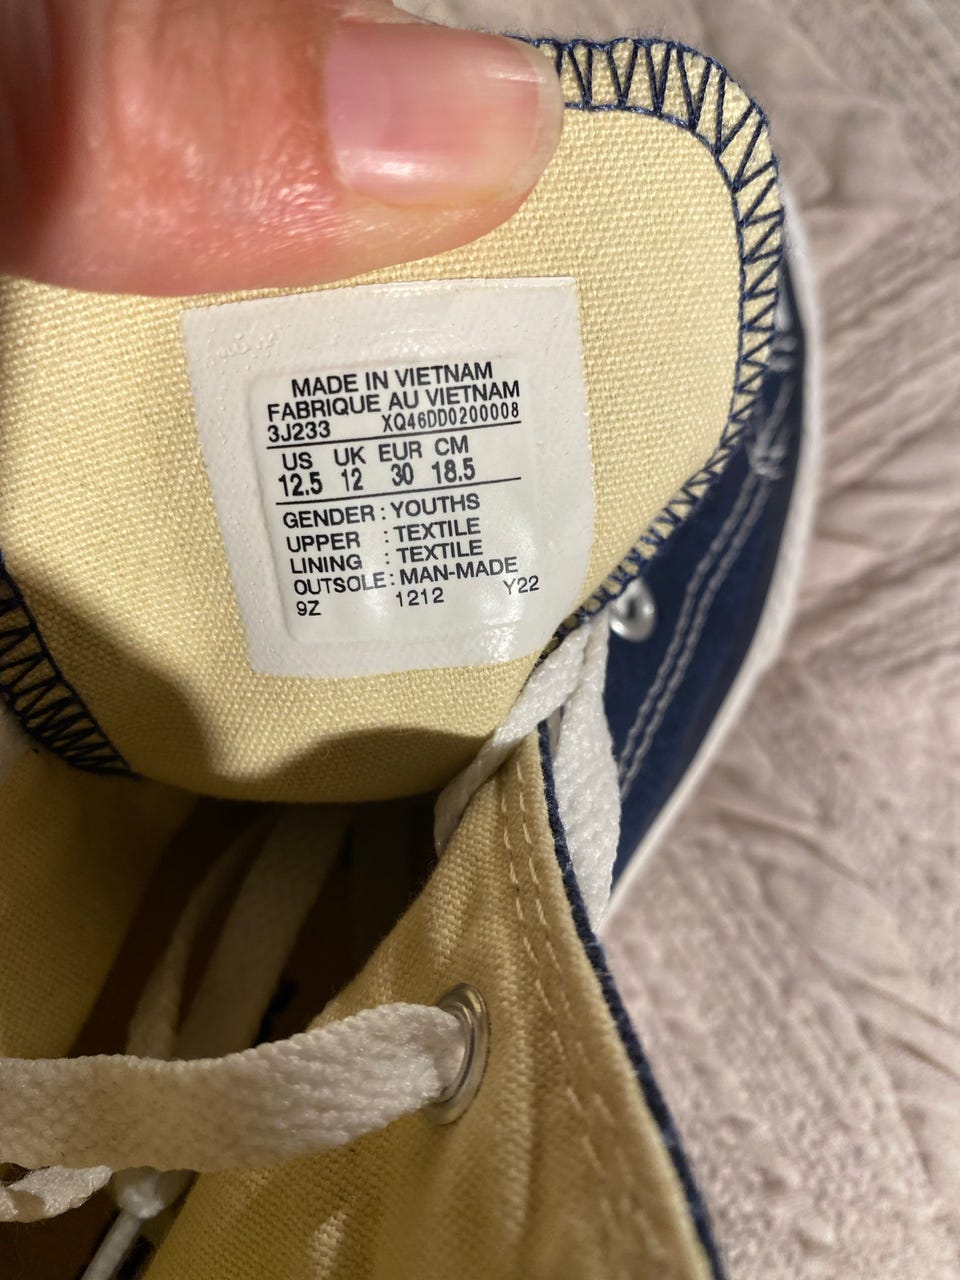 MADE IN VIETNAM
FABRIQUE AU VIETNAM
3J233 XQ46DD0200008
US UK EUR CM
12.5 12 30 18.5
GENDER : YOUTHS
UPPER : TEXTILE
LINING : TEXTILE
OUTSOLE : MAN-MADE
9Z 1212 Y22